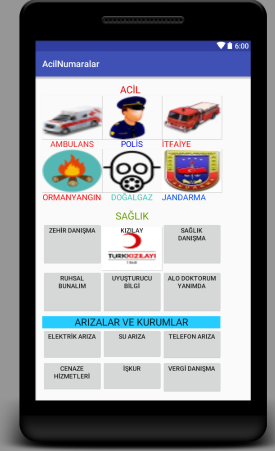 6:00
AcilNumaralar
ACİL
AMBULANS POLİS İTFAİYE
ORMANYANGIN DOĞALGAZ JANDARMA
SAĞLIK
ZEHİR DANIŞMA KIZILAY SAĞLIK
DANIŞMA
TURKKIZILAYI
RUHSAL UYUŞTURUCU ALO DOKTORUM
BUNALIM BİLGİ YANIMDA
ARIZALAR VE KURUMLAR
ELEKTRİK ARIZA SU ARIZA TELEFON ARIZA
CENAZE İŞKUR VERGİ DANIŞMA
HİZMETLERİ